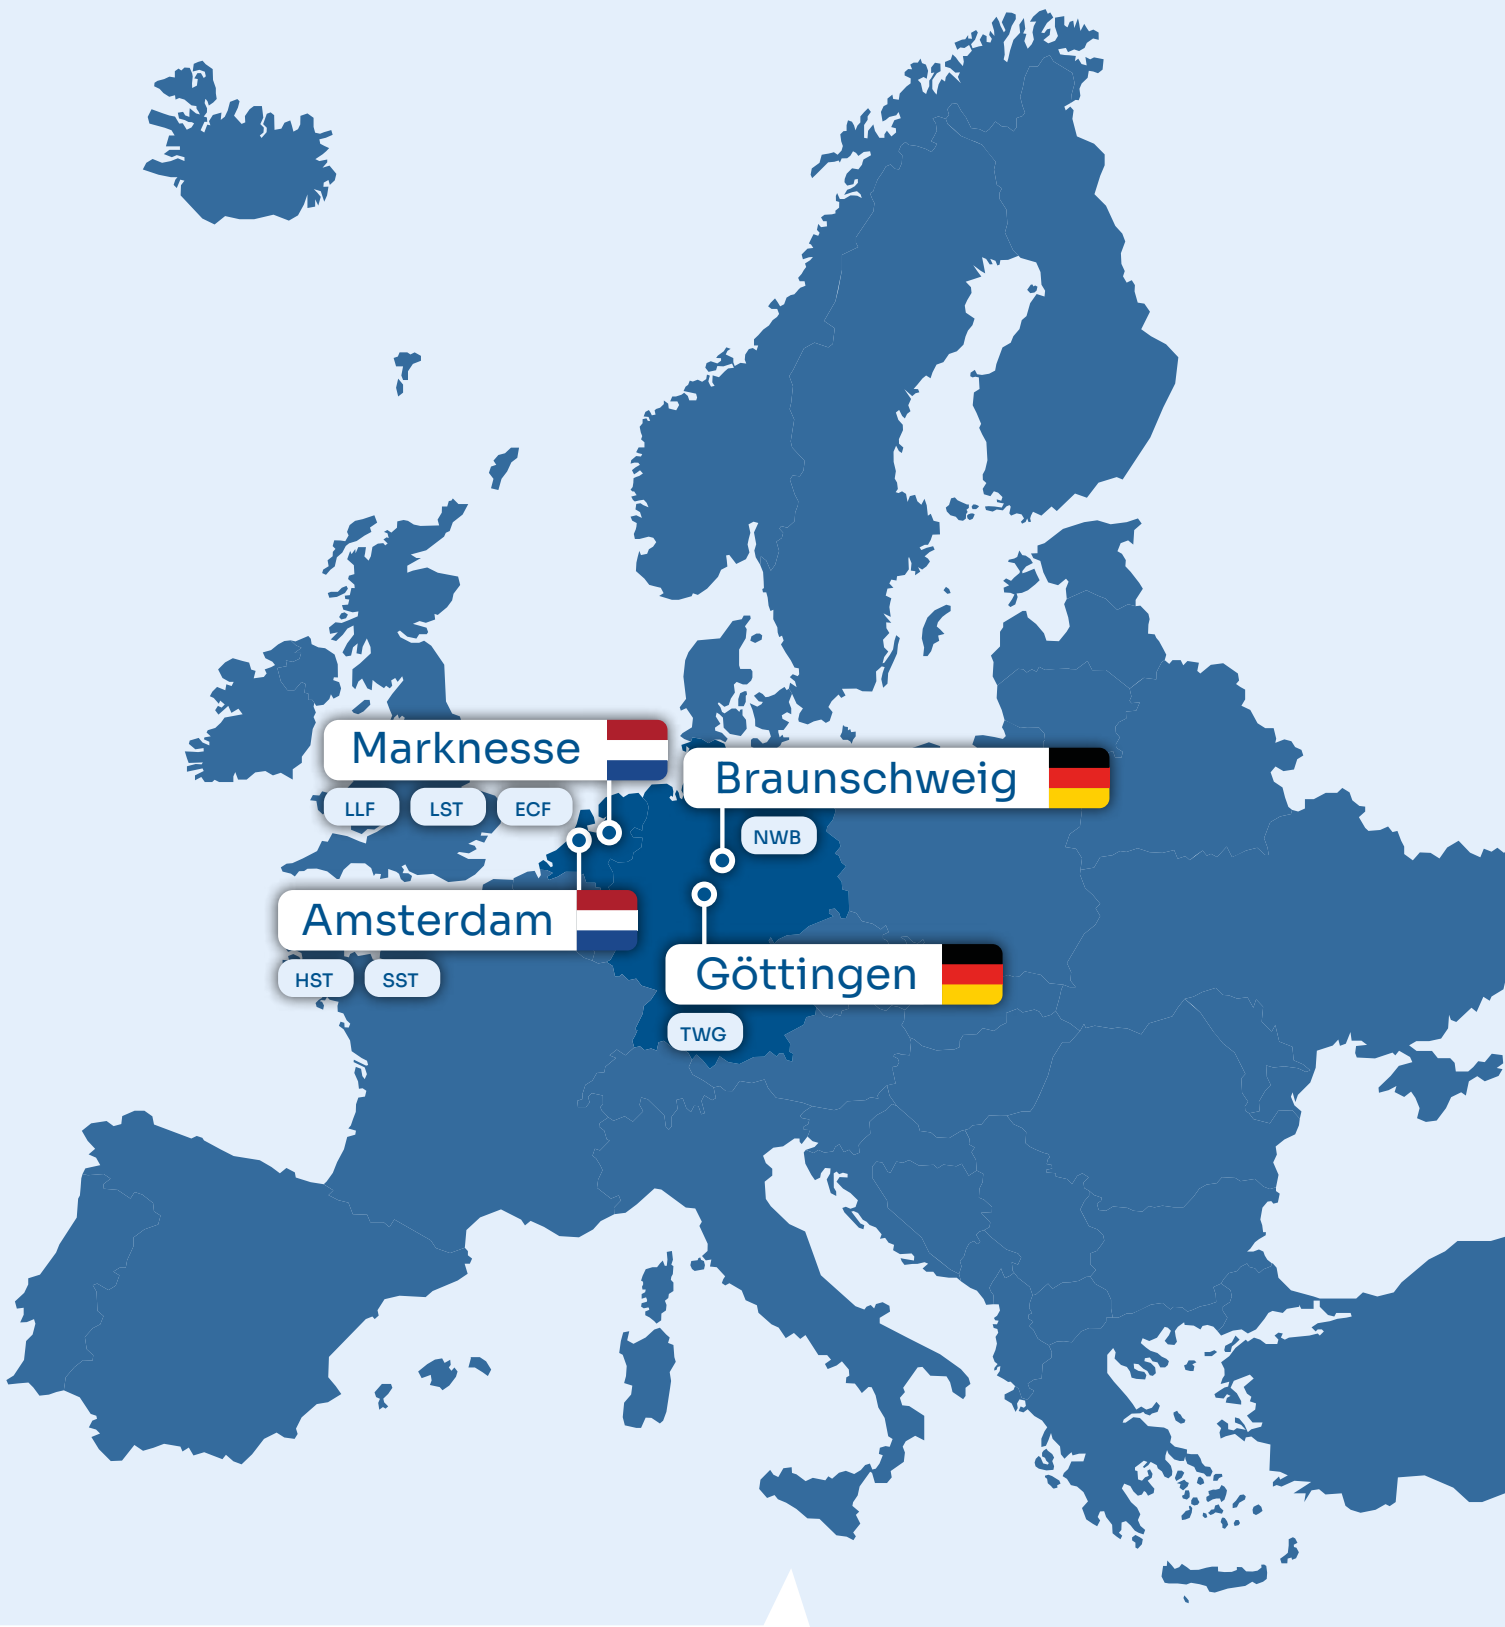 Marknesse
LLF LST ECF
Braunschweig
NWB
Amsterdam
HST SST
Göttingen
TWG